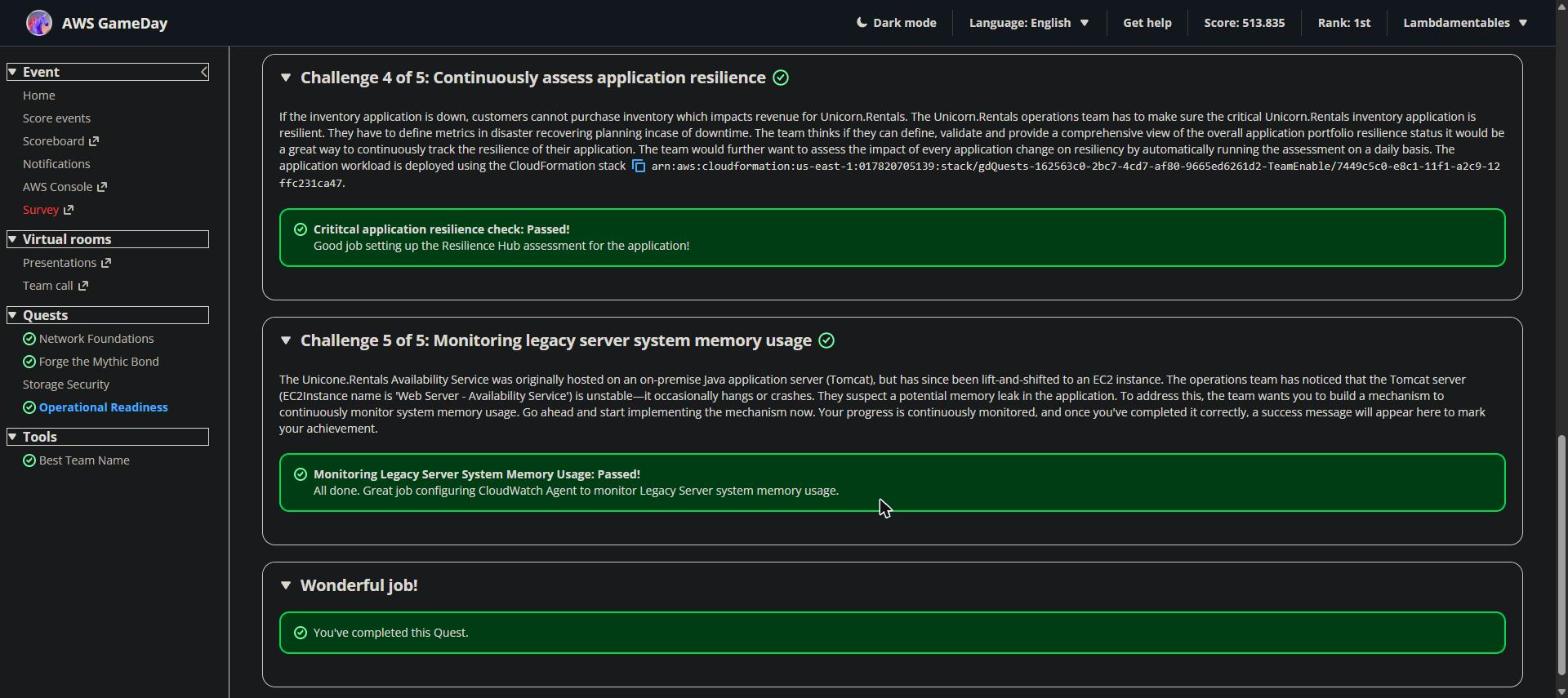 AWS GameDay
Dark mode
Language: English
Get help
Score: 513.835
Rank: 1st
Lambdamentables
Event
Home
Score events
Scoreboard
Notifications
AWS Console
Survey
Virtual rooms
Presentations
Team call
Quests
Network Foundations
Forge the Mythic Bond
Storage Security
Operational Readiness
Tools
Best Team Name
Challenge 4 of 5: Continuously assess application resilience
If the inventory application is down, customers cannot purchase inventory which impacts revenue for Unicorn.Rentals. The Unicorn.Rentals operations team has to make sure the critical Unicorn.Rentals inventory application is
resilient. They have to define metrics in disaster recovering planning incase of downtime. The team thinks if they can define, validate and provide a comprehensive view of the overall application portfolio resilience status it would be
a great way to continuously track the resilience of their application. The team would further want to assess the impact of every application change on resiliency by automatically running the assessment on a daily basis. The
application workload is deployed using the CloudFormation stack arn:aws:cloudformation:us-east-1:017820705139:stack/gdQuests-162563c0-2bc7-4cd7-af80-9665ed6261d2-TeamEnable/7449c5c0-e8c1-11f1-a2c9-12
ffc231ca47.
Crititcal application resilience check: Passed!
Good job setting up the Resilience Hub assessment for the application!
Challenge 5 of 5: Monitoring legacy server system memory usage
The Unicone.Rentals Availability Service was originally hosted on an on-premise Java application server (Tomcat), but has since been lift-and-shifted to an EC2 instance. The operations team has noticed that the Tomcat server
(EC2Instance name is 'Web Server - Availability Service') is unstable—it occasionally hangs or crashes. They suspect a potential memory leak in the application. To address this, the team wants you to build a mechanism to
continuously monitor system memory usage. Go ahead and start implementing the mechanism now. Your progress is continuously monitored, and once you've completed it correctly, a success message will appear here to mark
your achievement.
Monitoring Legacy Server System Memory Usage: Passed!
All done. Great job configuring CloudWatch Agent to monitor Legacy Server system memory usage.
Wonderful job!
You've completed this Quest.